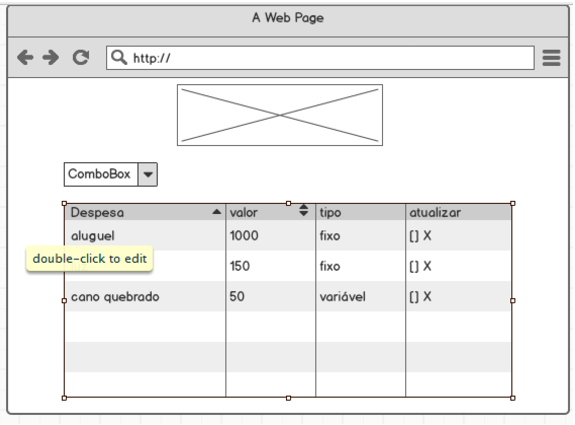 A Web Page
http://
ComboBox
Despesa valor tipo atualizar
aluguel 1000 fixo [] X
double-click to edit
150 fixo [] X
cano quebrado 50 variável [] X